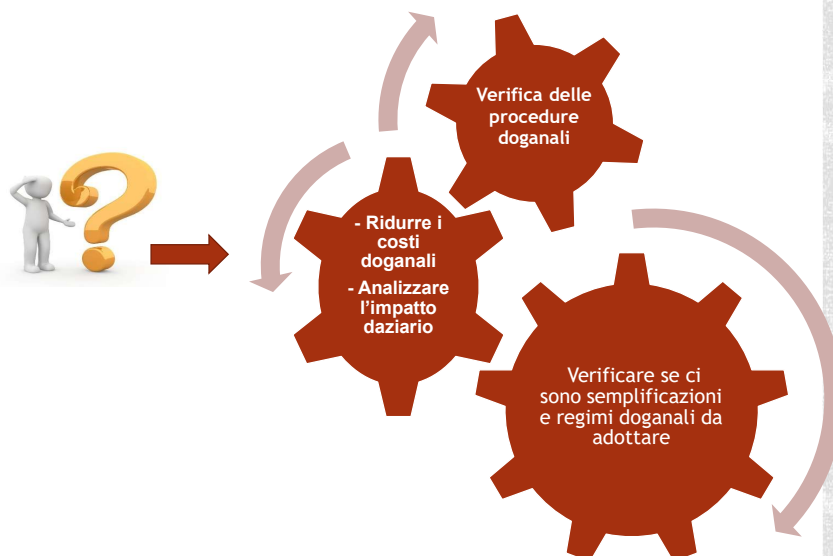 Verifica delle
procedure
doganali
- Ridurre i
costi
doganali
- Analizzare
l'impatto
daziario
Verificare se ci
sono semplificazioni
e regimi doganali da
adottare